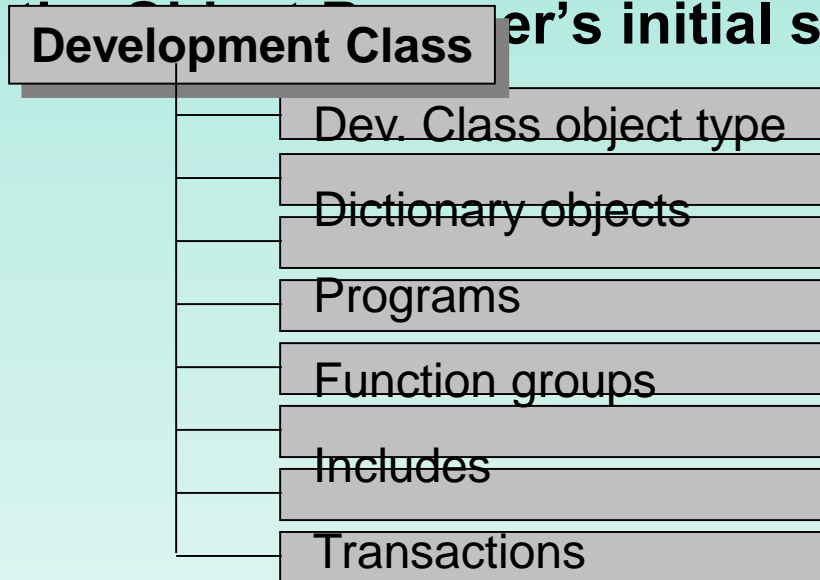 er's initial s
Development Class
Dev. Class object type
Dictionary objects
Programs
Function groups
Includes
Transactions